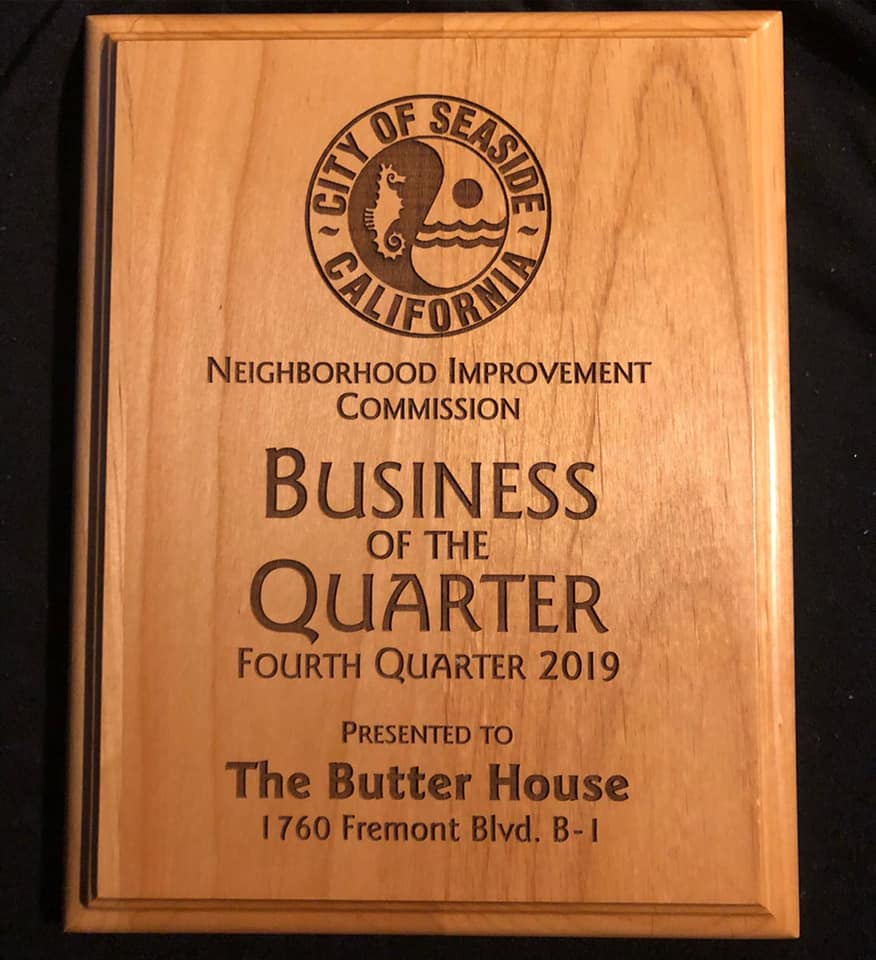 CITY OF SEASIDE
~ CALIFORNIA ~
NEIGHBORHOOD IMPROVEMENT
COMMISSION
BUSINESS
OF THE
QUARTER
FOURTH QUARTER 2019
PRESENTED TO
The Butter House
1760 Fremont Blvd. B-1